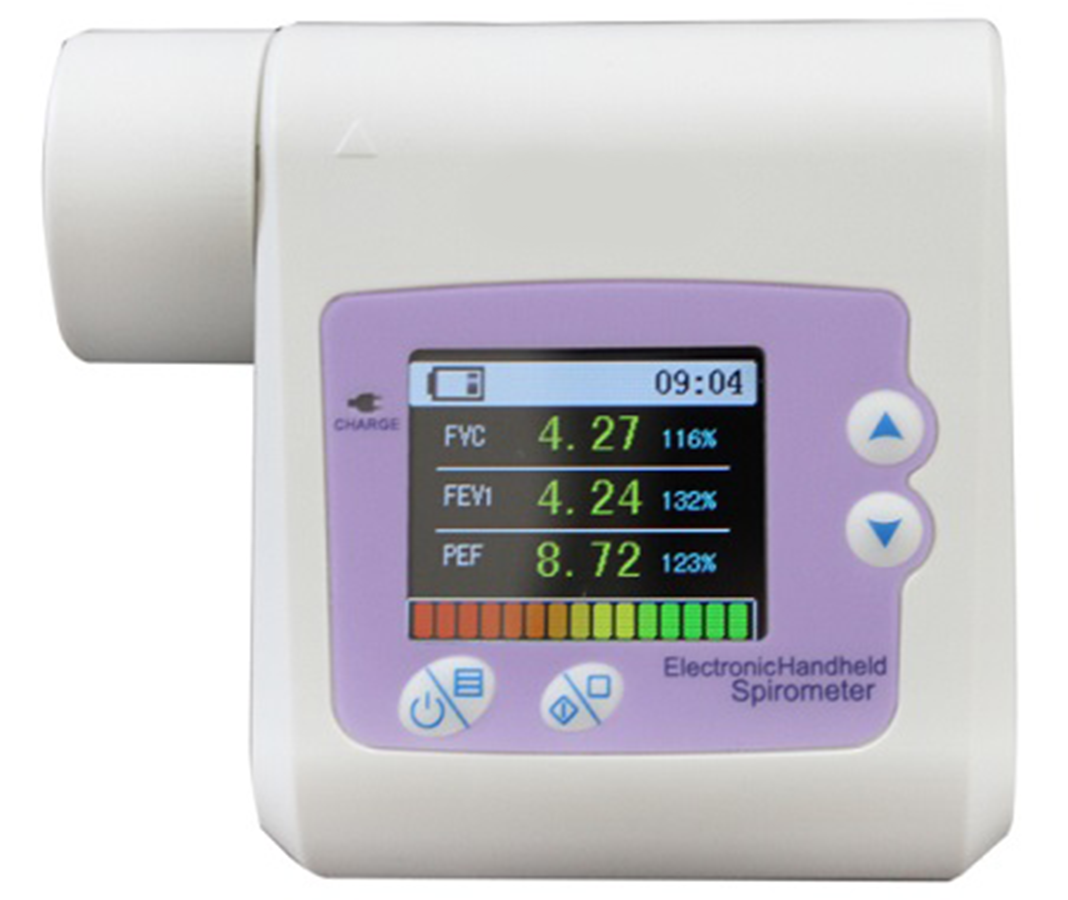 09:04
CHARGE
FVC 4.27 116%
FEV1 4.24 132%
PEF 8.72 123%
ElectronicHandheld
Spirometer